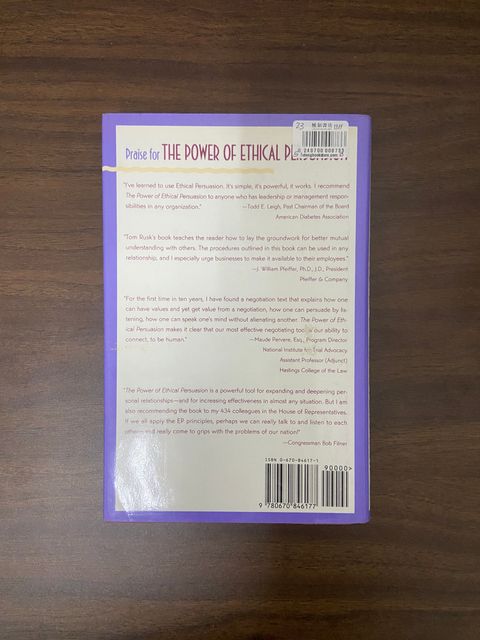 23
Praise for THE POWER OF ETHICAL PERSUASION
"I've learned to use Ethical Persuasion. It's simple, it's powerful, it works. I recommend
The Power of Ethical Persuasion to anyone who has leadership or management respon-
sibilities in any organization."
—Todd E. Leigh, Past Chairman of the Board
American Diabetes Association
"Tom Rusk's book teaches the reader how to lay the groundwork for better mutual
understanding with others. The procedures outlined in this book can be used in any
relationship, and I especially urge businesses to make it available to their employees."
—J. William Pfeiffer, Ph.D., J.D., President
Pfeiffer & Company
"For the first time in ten years, I have found a negotiation text that explains how one
can have values and yet get value from a negotiation, how one can persuade by lis-
tening, how one can speak one's mind without alienating another. The Power of Eth-
ical Persuasion makes it clear that our most effective negotiating tool is our ability to
connect, to be human."
—Maude Pervere, Esq., Program Director
National Institute for Trial Advocacy
Assistant Professor (Adjunct)
Hastings College of the Law
"The Power of Ethical Persuasion is a powerful tool for expanding and deepening per-
sonal relationships—and for increasing effectiveness in almost any situation. But I am
also recommending the book to my 434 colleagues in the House of Representatives.
If we all apply the EP principles, perhaps we can really talk to and listen to each
other—and really come to grips with the problems of our nation!"
—Congressman Bob Filner
ISBN 0-670-84617-1
90000>
9 780670 846177